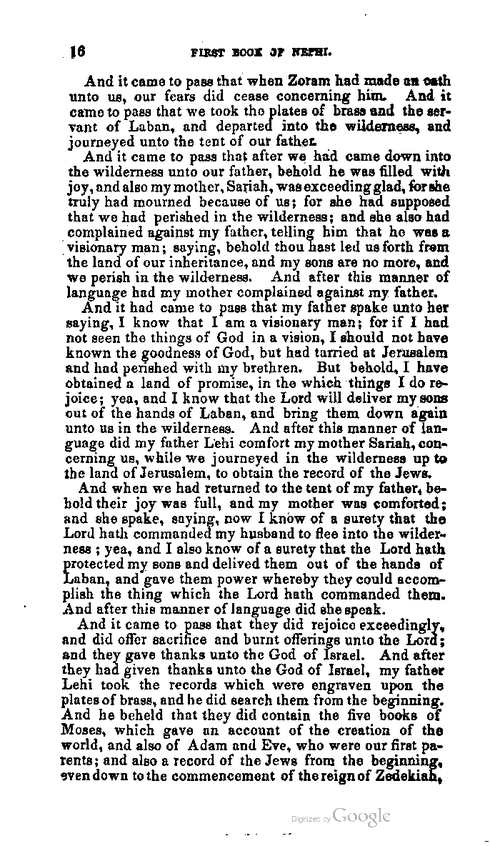 16 FIRST BOOK OF NEPHI.
And it came to pass that when Zoram had made an oath
unto us, our fears did cease concerning him. And it
came to pass that we took the plates of brass and the ser-
vant of Laban, and departed into the wilderness, and
journeyed unto the tent of our father.
And it came to pass that after we had came down into
the wilderness unto our father, behold he was filled with
joy, and also my mother, Sariah, was exceeding glad, for she
truly had mourned because of us; for she had supposed
that we had perished in the wilderness; and she also had
complained against my father, telling him that he was a
visionary man; saying, behold thou hast led us forth from
the land of our inheritance, and my sons are no more, and
we perish in the wilderness. And after this manner of
language had my mother complained against my father.
And it had came to pass that my father spake unto her
saying, I know that I am a visionary man; for if I had
not seen the things of God in a vision, I should not have
known the goodness of God, but had tarried at Jerusalem
and had perished with my brethren. But behold, I have
obtained a land of promise, in the which things I do re-
joice; yea, and I know that the Lord will deliver my sons
out of the hands of Laban, and bring them down again
unto us in the wilderness. And after this manner of lan-
guage did my father Lehi comfort my mother Sariah, con-
cerning us, while we journeyed in the wilderness up to
the land of Jerusalem, to obtain the record of the Jews.
And when we had returned to the tent of my father, be-
hold their joy was full, and my mother was comforted;
and she spake, saying, now I know of a surety that the
Lord hath commanded my husband to flee into the wilder-
ness ; yea, and I also know of a surety that the Lord hath
protected my sons and delived them out of the hands of
Laban, and gave them power whereby they could accom-
plish the thing which the Lord hath commanded them.
And after this manner of language did she speak.
And it came to pass that they did rejoice exceedingly,
and did offer sacrifice and burnt offerings unto the Lord;
and they gave thanks unto the God of Israel. And after
they had given thanks unto the God of Israel, my father
Lehi took the records which were engraven upon the
plates of brass, and he did search them from the beginning.
And he beheld that they did contain the five books of
Moses, which gave an account of the creation of the
world, and also of Adam and Eve, who were our first pa-
rents; and also a record of the Jews from the beginning,
even down to the commencement of the reign of Zedekiah,
Digitized by Google